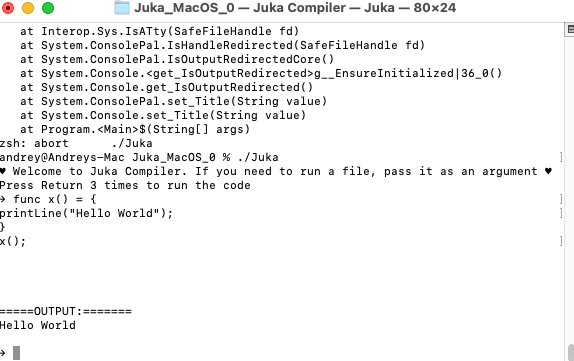 Juka_MacOS_0 — Juka Compiler — Juka — 80×24
at Interop.Sys.IsATty(SafeFileHandle fd)
at System.ConsolePal.IsHandleRedirected(SafeFileHandle fd)
at System.ConsolePal.IsOutputRedirectedCore()
at System.Console.<get_IsOutputRedirected>g__EnsureInitialized|36_0()
at System.Console.get_IsOutputRedirected()
at System.ConsolePal.set_Title(String value)
at System.Console.set_Title(String value)
at Program.<Main>$(String[] args)
zsh: abort      ./Juka
andrey@Andreys-Mac Juka_MacOS_0 % ./Juka ]
♥ Welcome to Juka Compiler. If you need to run a file, pass it as an argument ♥
Press Return 3 times to run the code
→ func x() = { ]
printLine("Hello World"); ]
}
x(); ]
=====OUTPUT:=======
Hello World
→